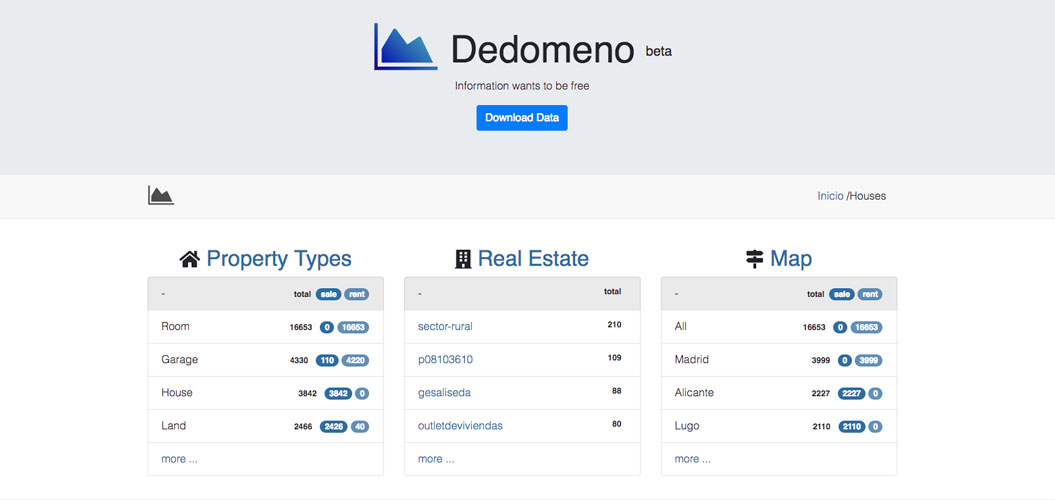 Dedomeno beta
Information wants to be free
Download Data
Inicio /Houses
Property Types
- total sale rent
Room 16653 0 16653
Garage 4330 110 4220
House 3842 3842 0
Land 2466 2426 40
more ...
Real Estate
- total
sector-rural 210
p08103610 109
gesaliseda 88
outletdeviviendas 80
more ...
Map
- total sale rent
All 16653 0 16653
Madrid 3999 0 3999
Alicante 2227 2227 0
Lugo 2110 2110 0
more ...